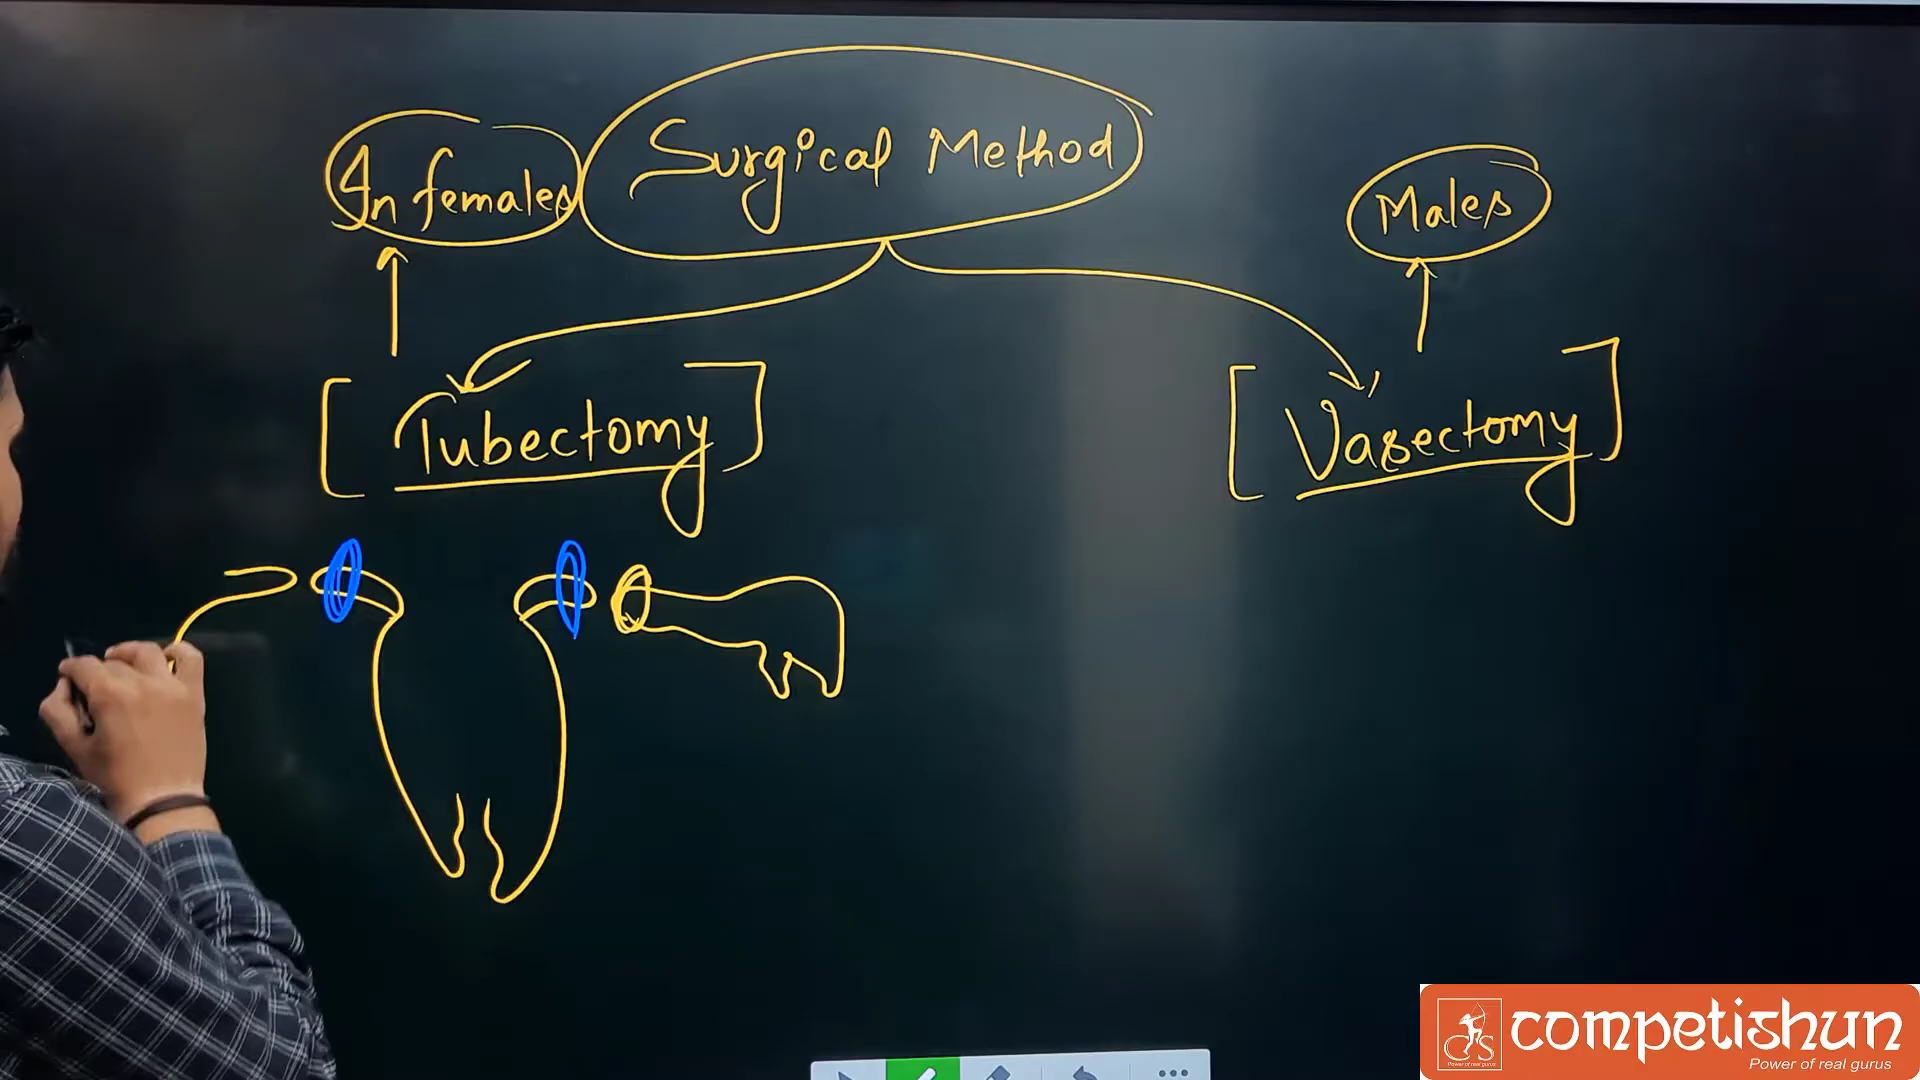 In females
Surgical Method
Males
[Tubectomy]
[Vasectomy]
competishun
Power of real gurus